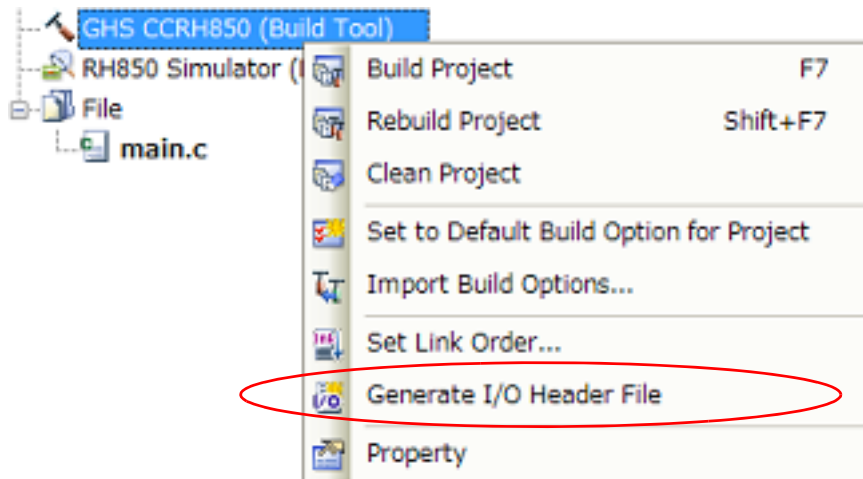 GHS CCRH850 (Build Tool)
RH850 Simulator (
File
main.c
Build Project F7
Rebuild Project Shift+F7
Clean Project
Set to Default Build Option for Project
Import Build Options...
Set Link Order...
Generate I/O Header File
Property